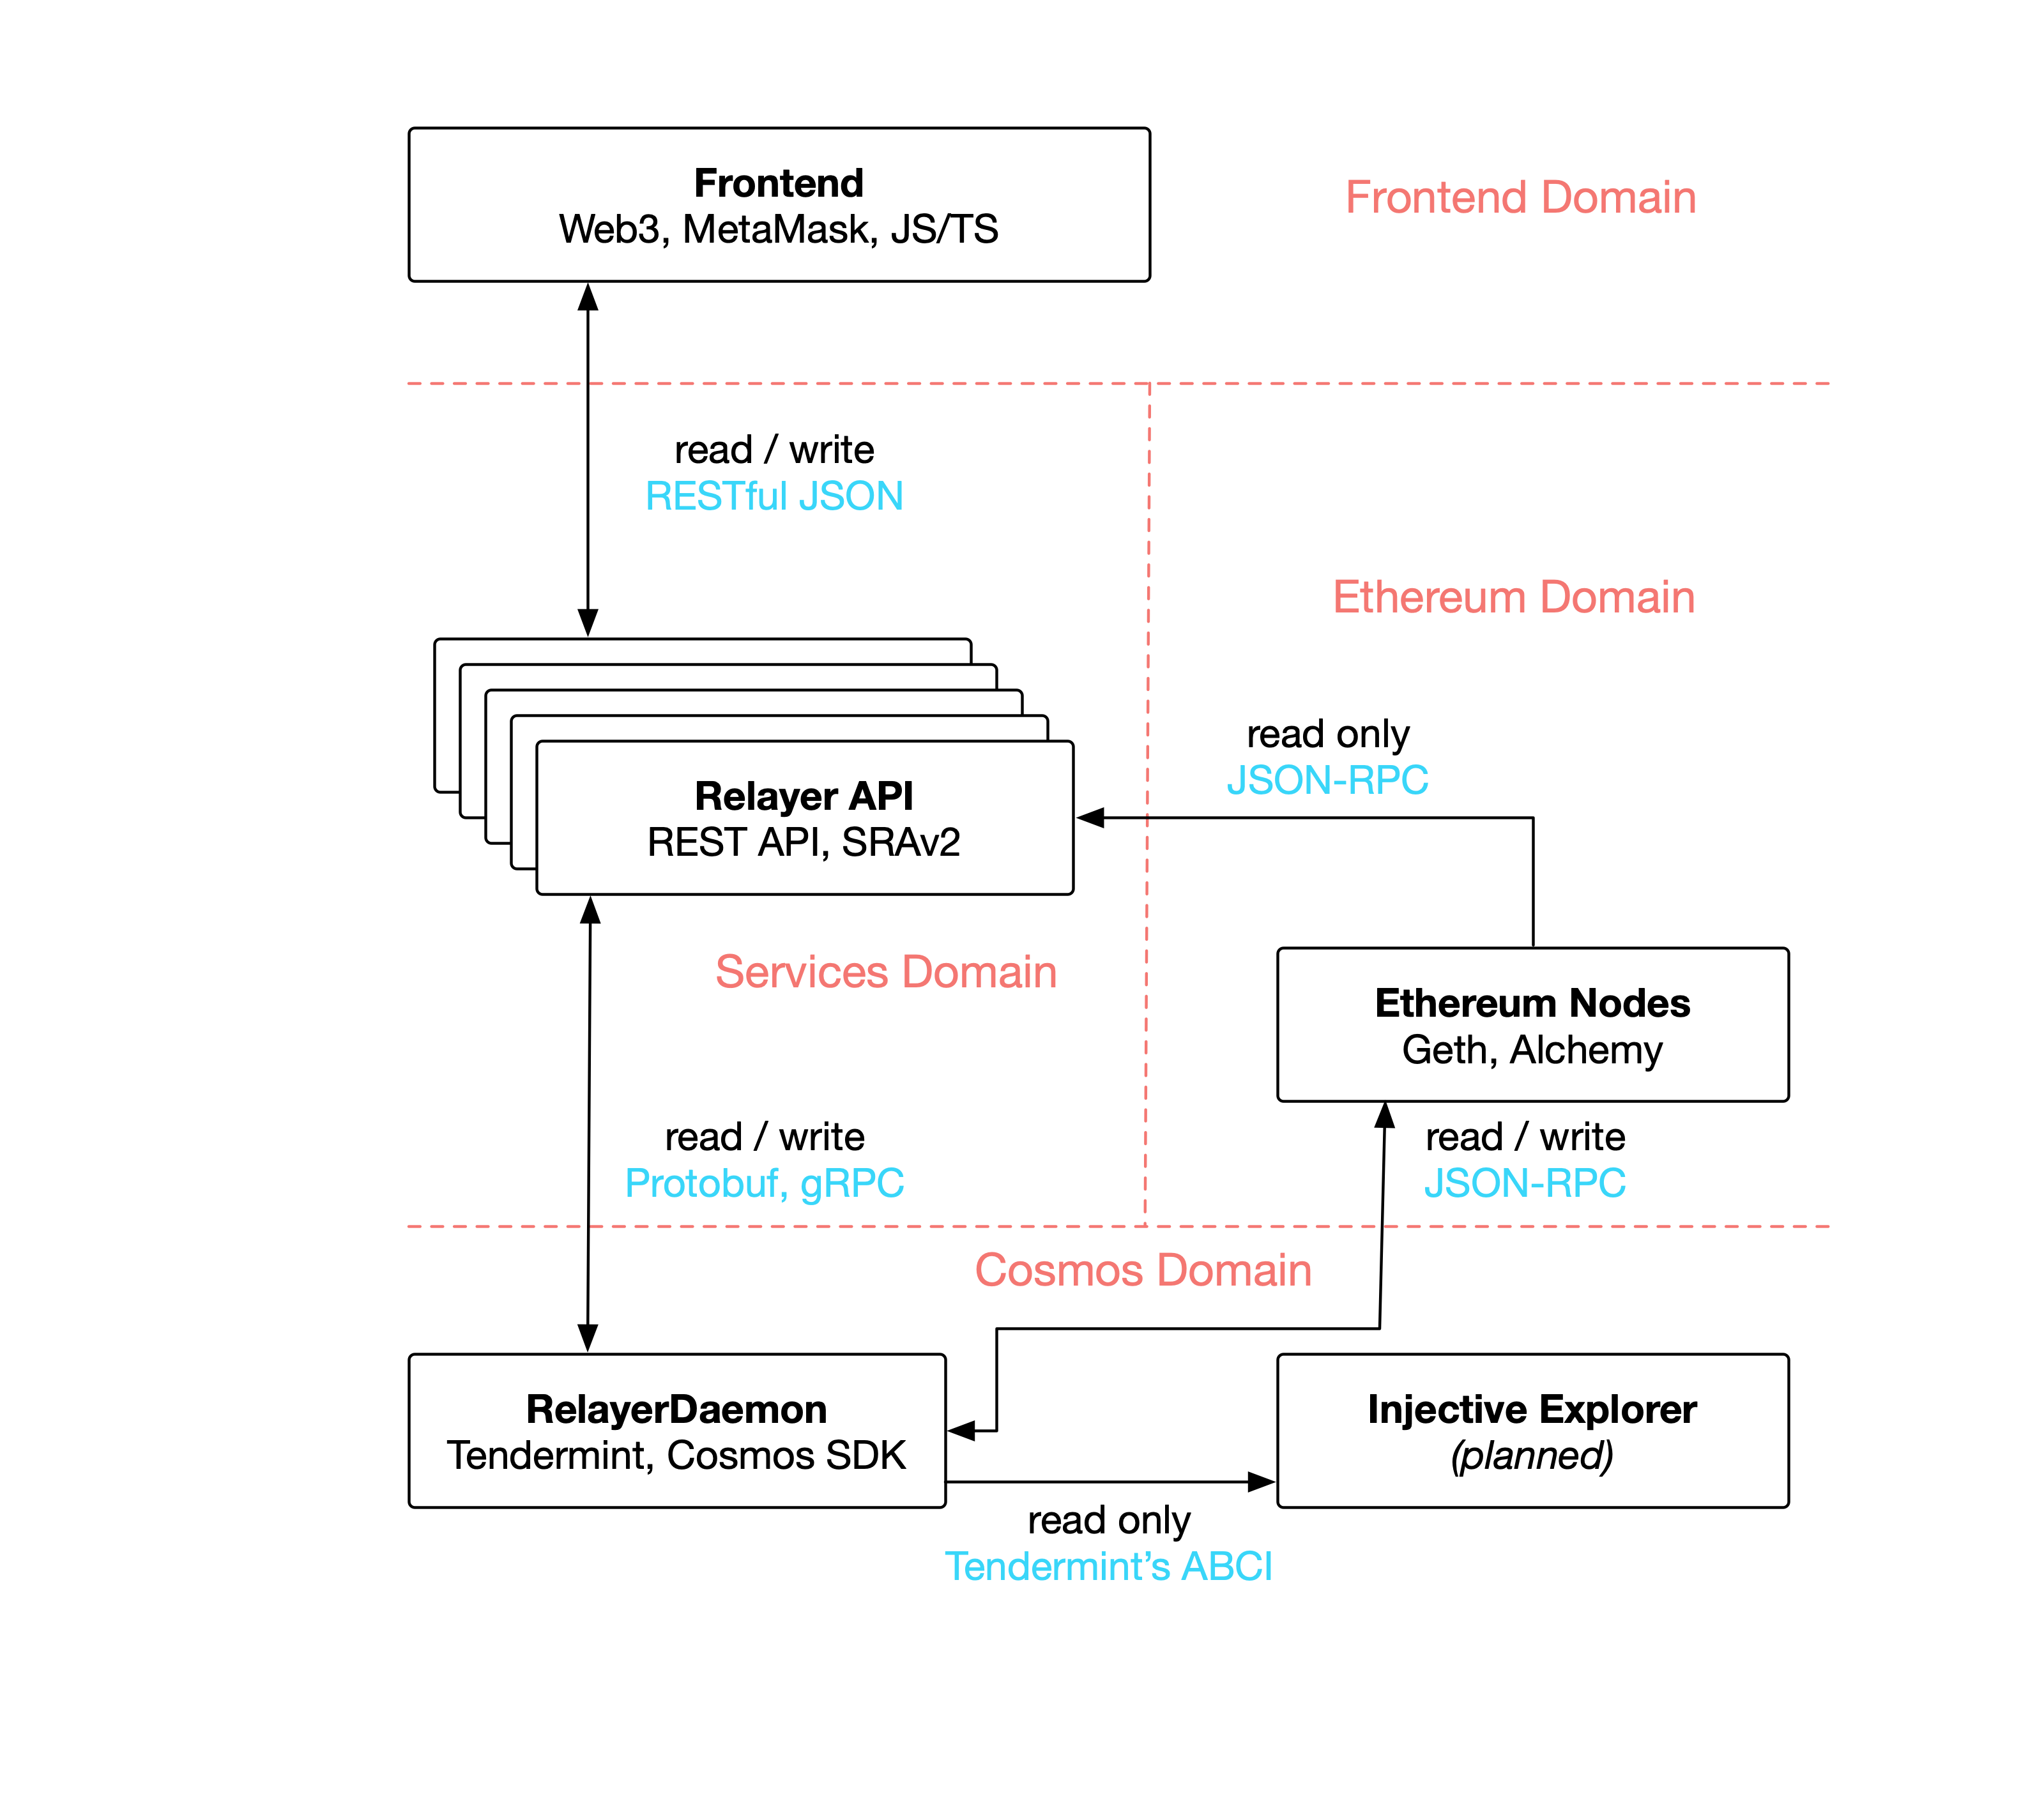 Frontend
Web3, MetaMask, JS/TS
Frontend Domain
read / write
RESTful JSON
Ethereum Domain
read only
JSON-RPC
Relayer API
REST API, SRAv2
Services Domain
Ethereum Nodes
Geth, Alchemy
read / write
Protobuf, gRPC
read / write
JSON-RPC
Cosmos Domain
RelayerDaemon
Tendermint, Cosmos SDK
Injective Explorer
(planned)
read only
Tendermint’s ABCI